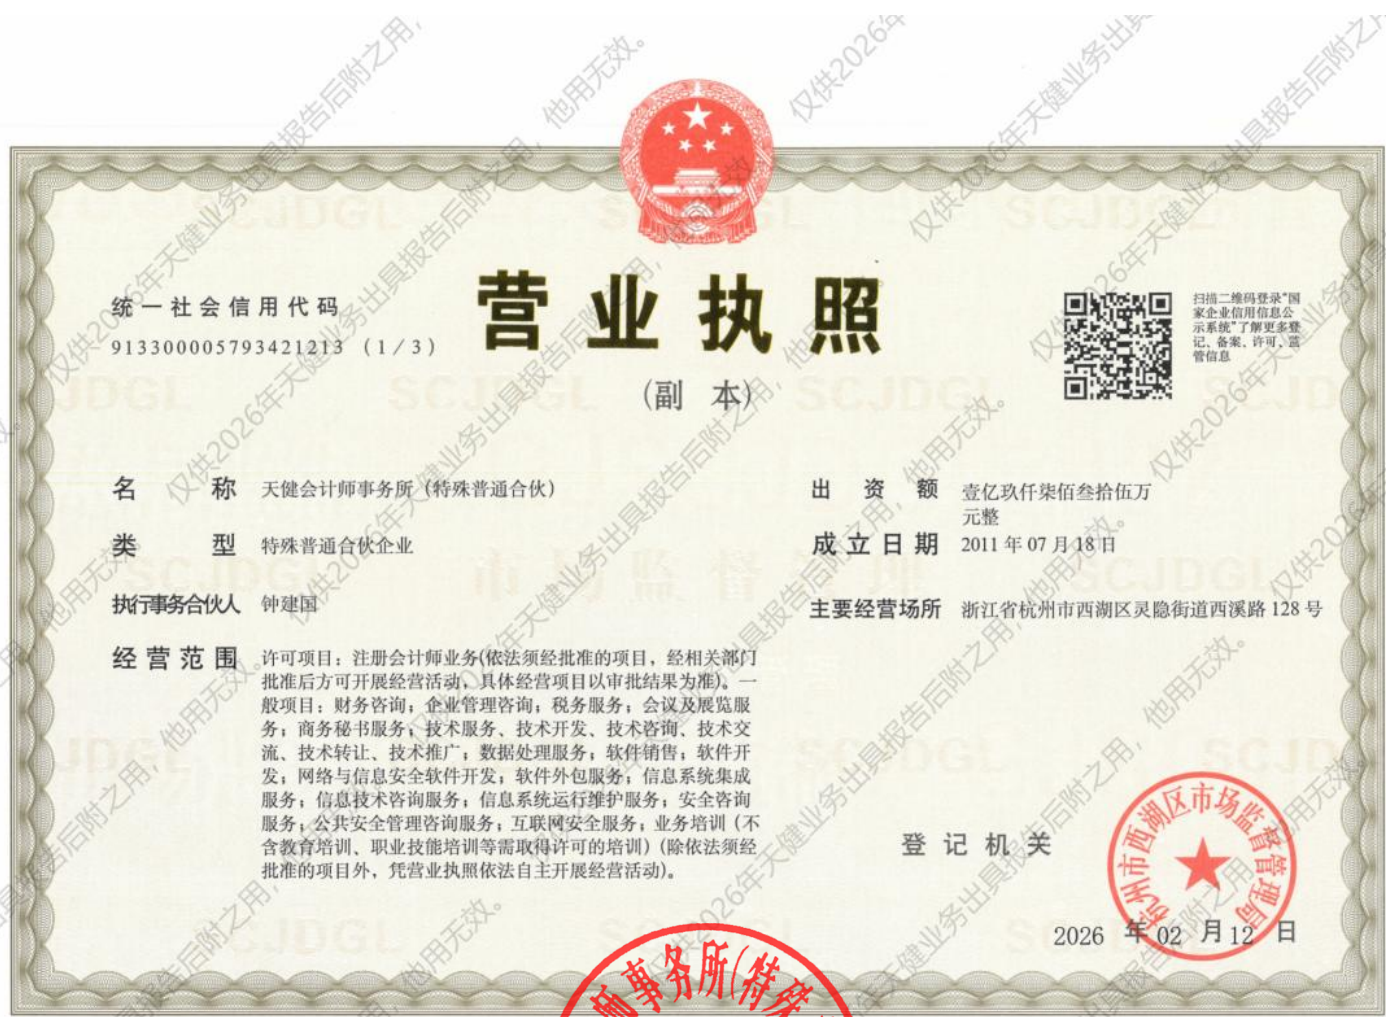 营业执照
(副 本)
统一社会信用代码
913300005793421213 (1/3)
扫描二维码登录"国
家企业信用信息公
示系统"了解更多登
记、备案、许可、监
管信息
名 称 天健会计师事务所（特殊普通合伙）
类 型 特殊普通合伙企业
执行事务合伙人 钟建国
经营范围 许可项目：注册会计师业务(依法须经批准的项目，经相关部门
批准后方可开展经营活动，具体经营项目以审批结果为准)。一
般项目：财务咨询；企业管理咨询；税务服务；会议及展览服
务；商务秘书服务；技术服务、技术开发、技术咨询、技术交
流、技术转让、技术推广；数据处理服务；软件销售；软件开
发；网络与信息安全软件开发；软件外包服务；信息系统集成
服务；信息技术咨询服务；信息系统运行维护服务；安全咨询
服务；公共安全管理咨询服务；互联网安全服务；业务培训（不
含教育培训、职业技能培训等需取得许可的培训）(除依法须经
批准的项目外，凭营业执照依法自主开展经营活动)。
出 资 额 壹亿玖仟柒佰叁拾伍万
元整
成立日期 2011 年 07 月 18 日
主要经营场所 浙江省杭州市西湖区灵隐街道西溪路 128 号
登记机关
杭州市西湖区市场监督管理局
2026 年 02 月 12 日
师事务所(特殊
市场监督管理
SCJDGL
仅供2026年天健业务出具报告后附之用，他用无效。